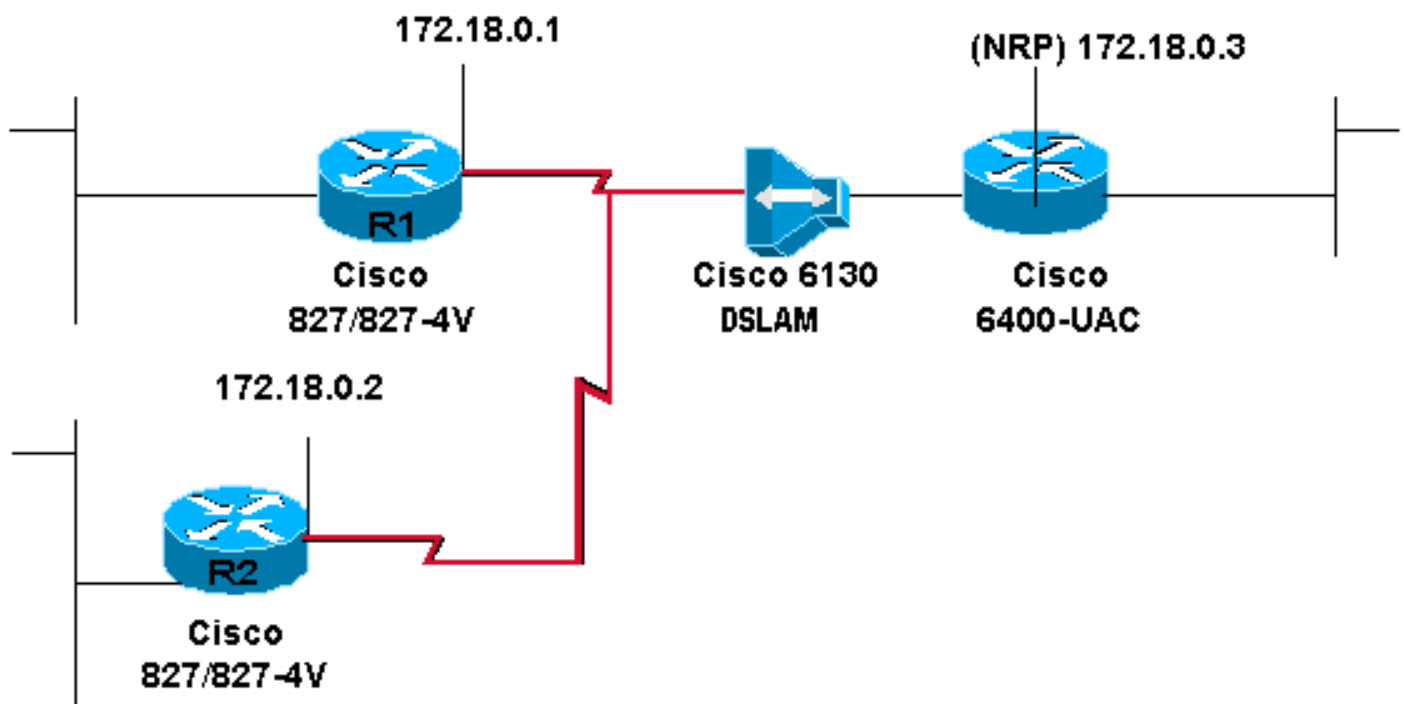 172.18.0.1
(NRP) 172.18.0.3
R1
Cisco
827/827-4V
Cisco 6130
DSLAM
Cisco
6400-UAC
172.18.0.2
R2
Cisco
827/827-4V